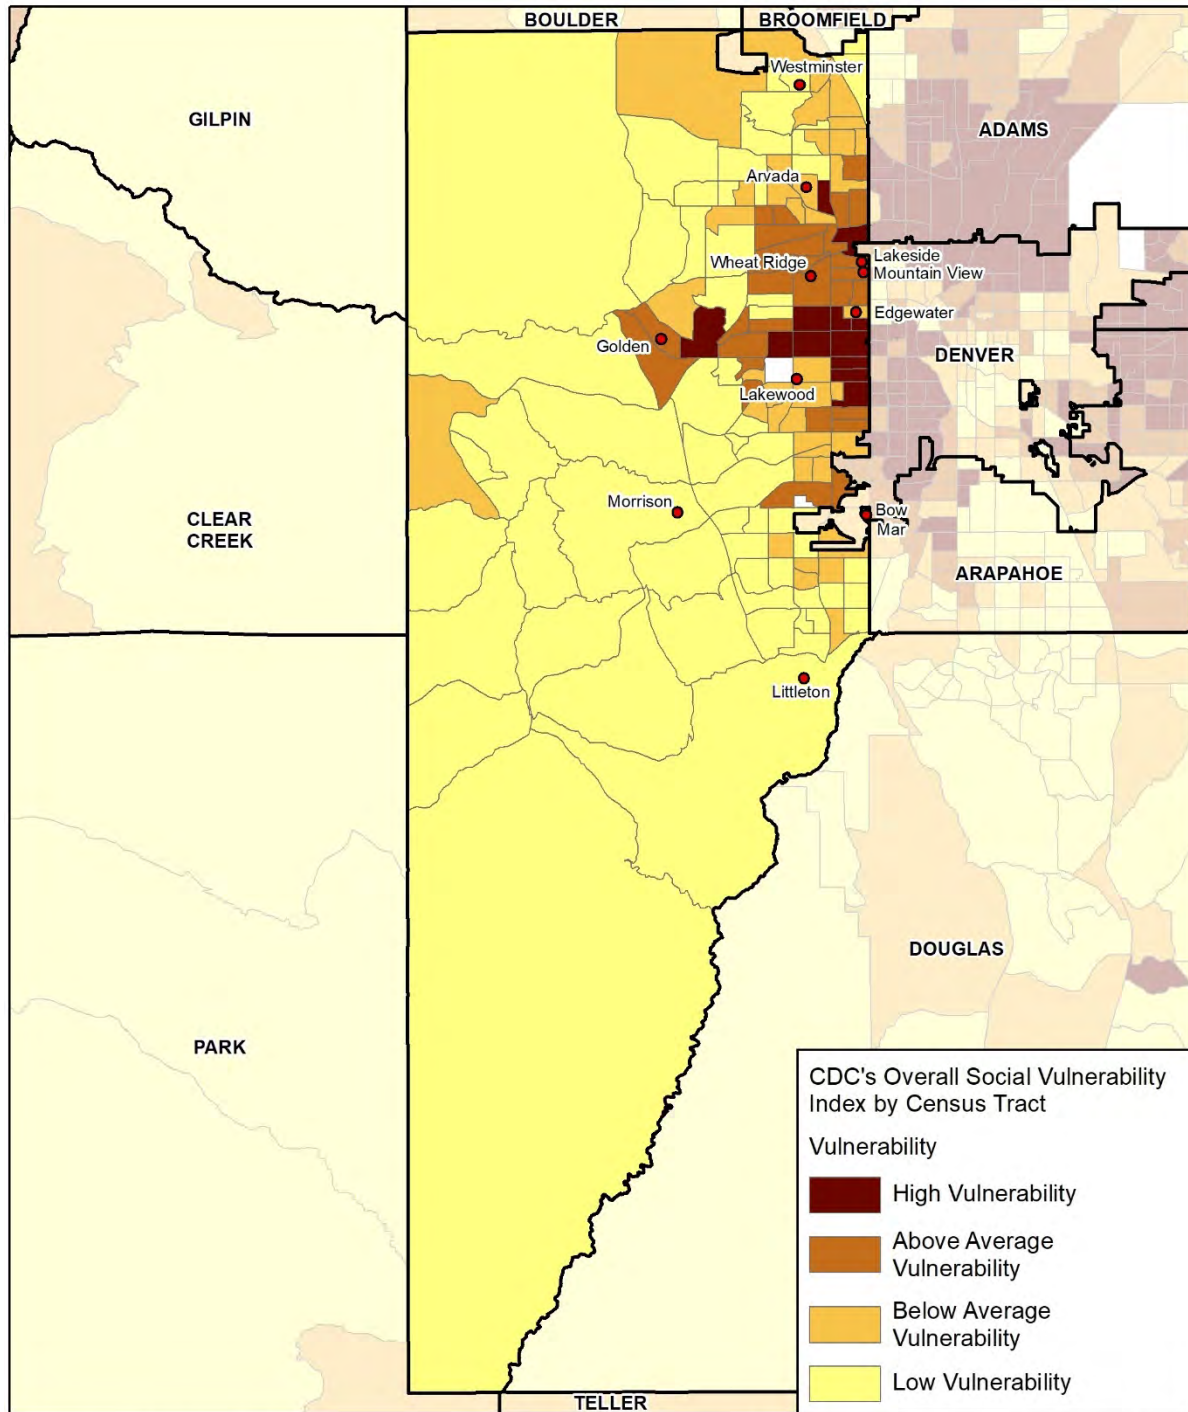 BOULDER
BROOMFIELD
Westminster
GILPIN
ADAMS
Arvada
Lakeside
Wheat Ridge
Mountain View
Edgewater
Golden
DENVER
Lakewood
Morrison
Bow
Mar
CLEAR
CREEK
ARAPAHOE
Littleton
DOUGLAS
PARK
CDC's Overall Social Vulnerability
Index by Census Tract
Vulnerability
High Vulnerability
Above Average
Vulnerability
Below Average
Vulnerability
Low Vulnerability
TELLER